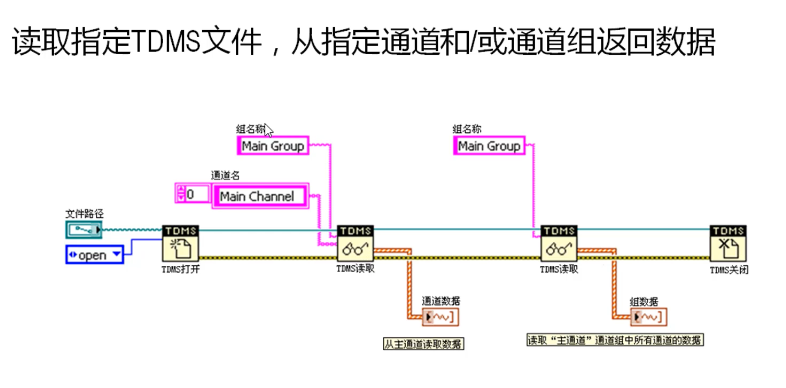 读取指定TDMS文件，从指定通道和/或通道组返回数据
组名称
Main Group
组名称
Main Group
通道名
0
Main Channel
文件路径
open
TDMS
TDMS打开
TDMS
TDMS读取
TDMS
TDMS读取
TDMS
TDMS关闭
通道数据
从主通道读取数据
组数据
读取“主通道”通道组中所有通道的数据